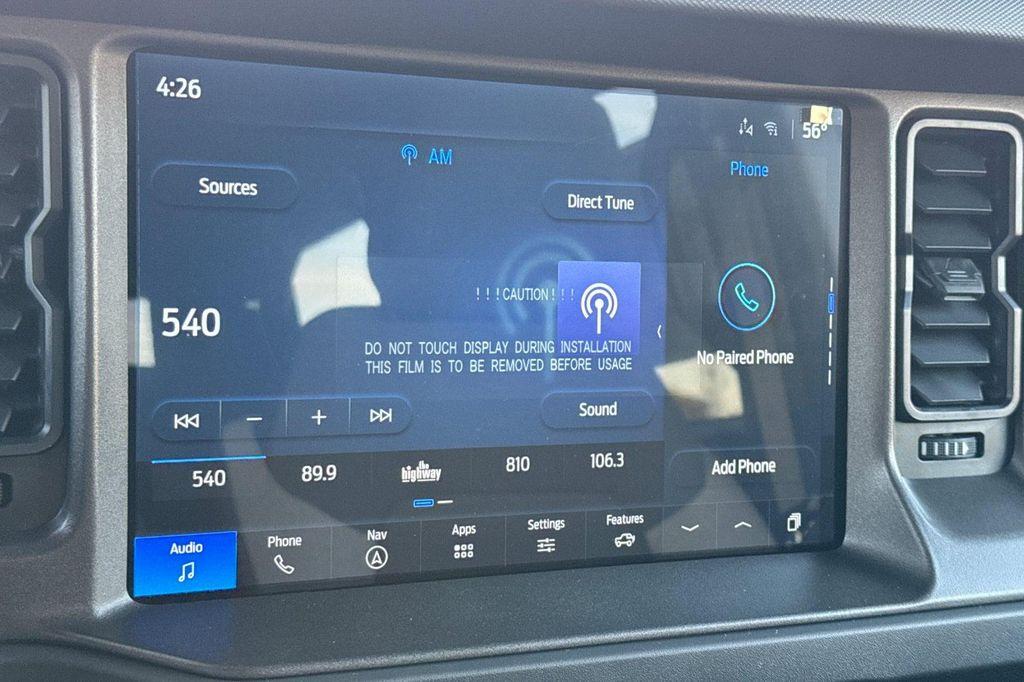 4:26
56°
AM
Phone
Sources
Direct Tune
!!!CAUTION!!!
540
DO NOT TOUCH DISPLAY DURING INSTALLATION
THIS FILM IS TO BE REMOVED BEFORE USAGE
No Paired Phone
Sound
540
89.9
the highway
810
106.3
Add Phone
Audio
Phone
Nav
Apps
Settings
Features